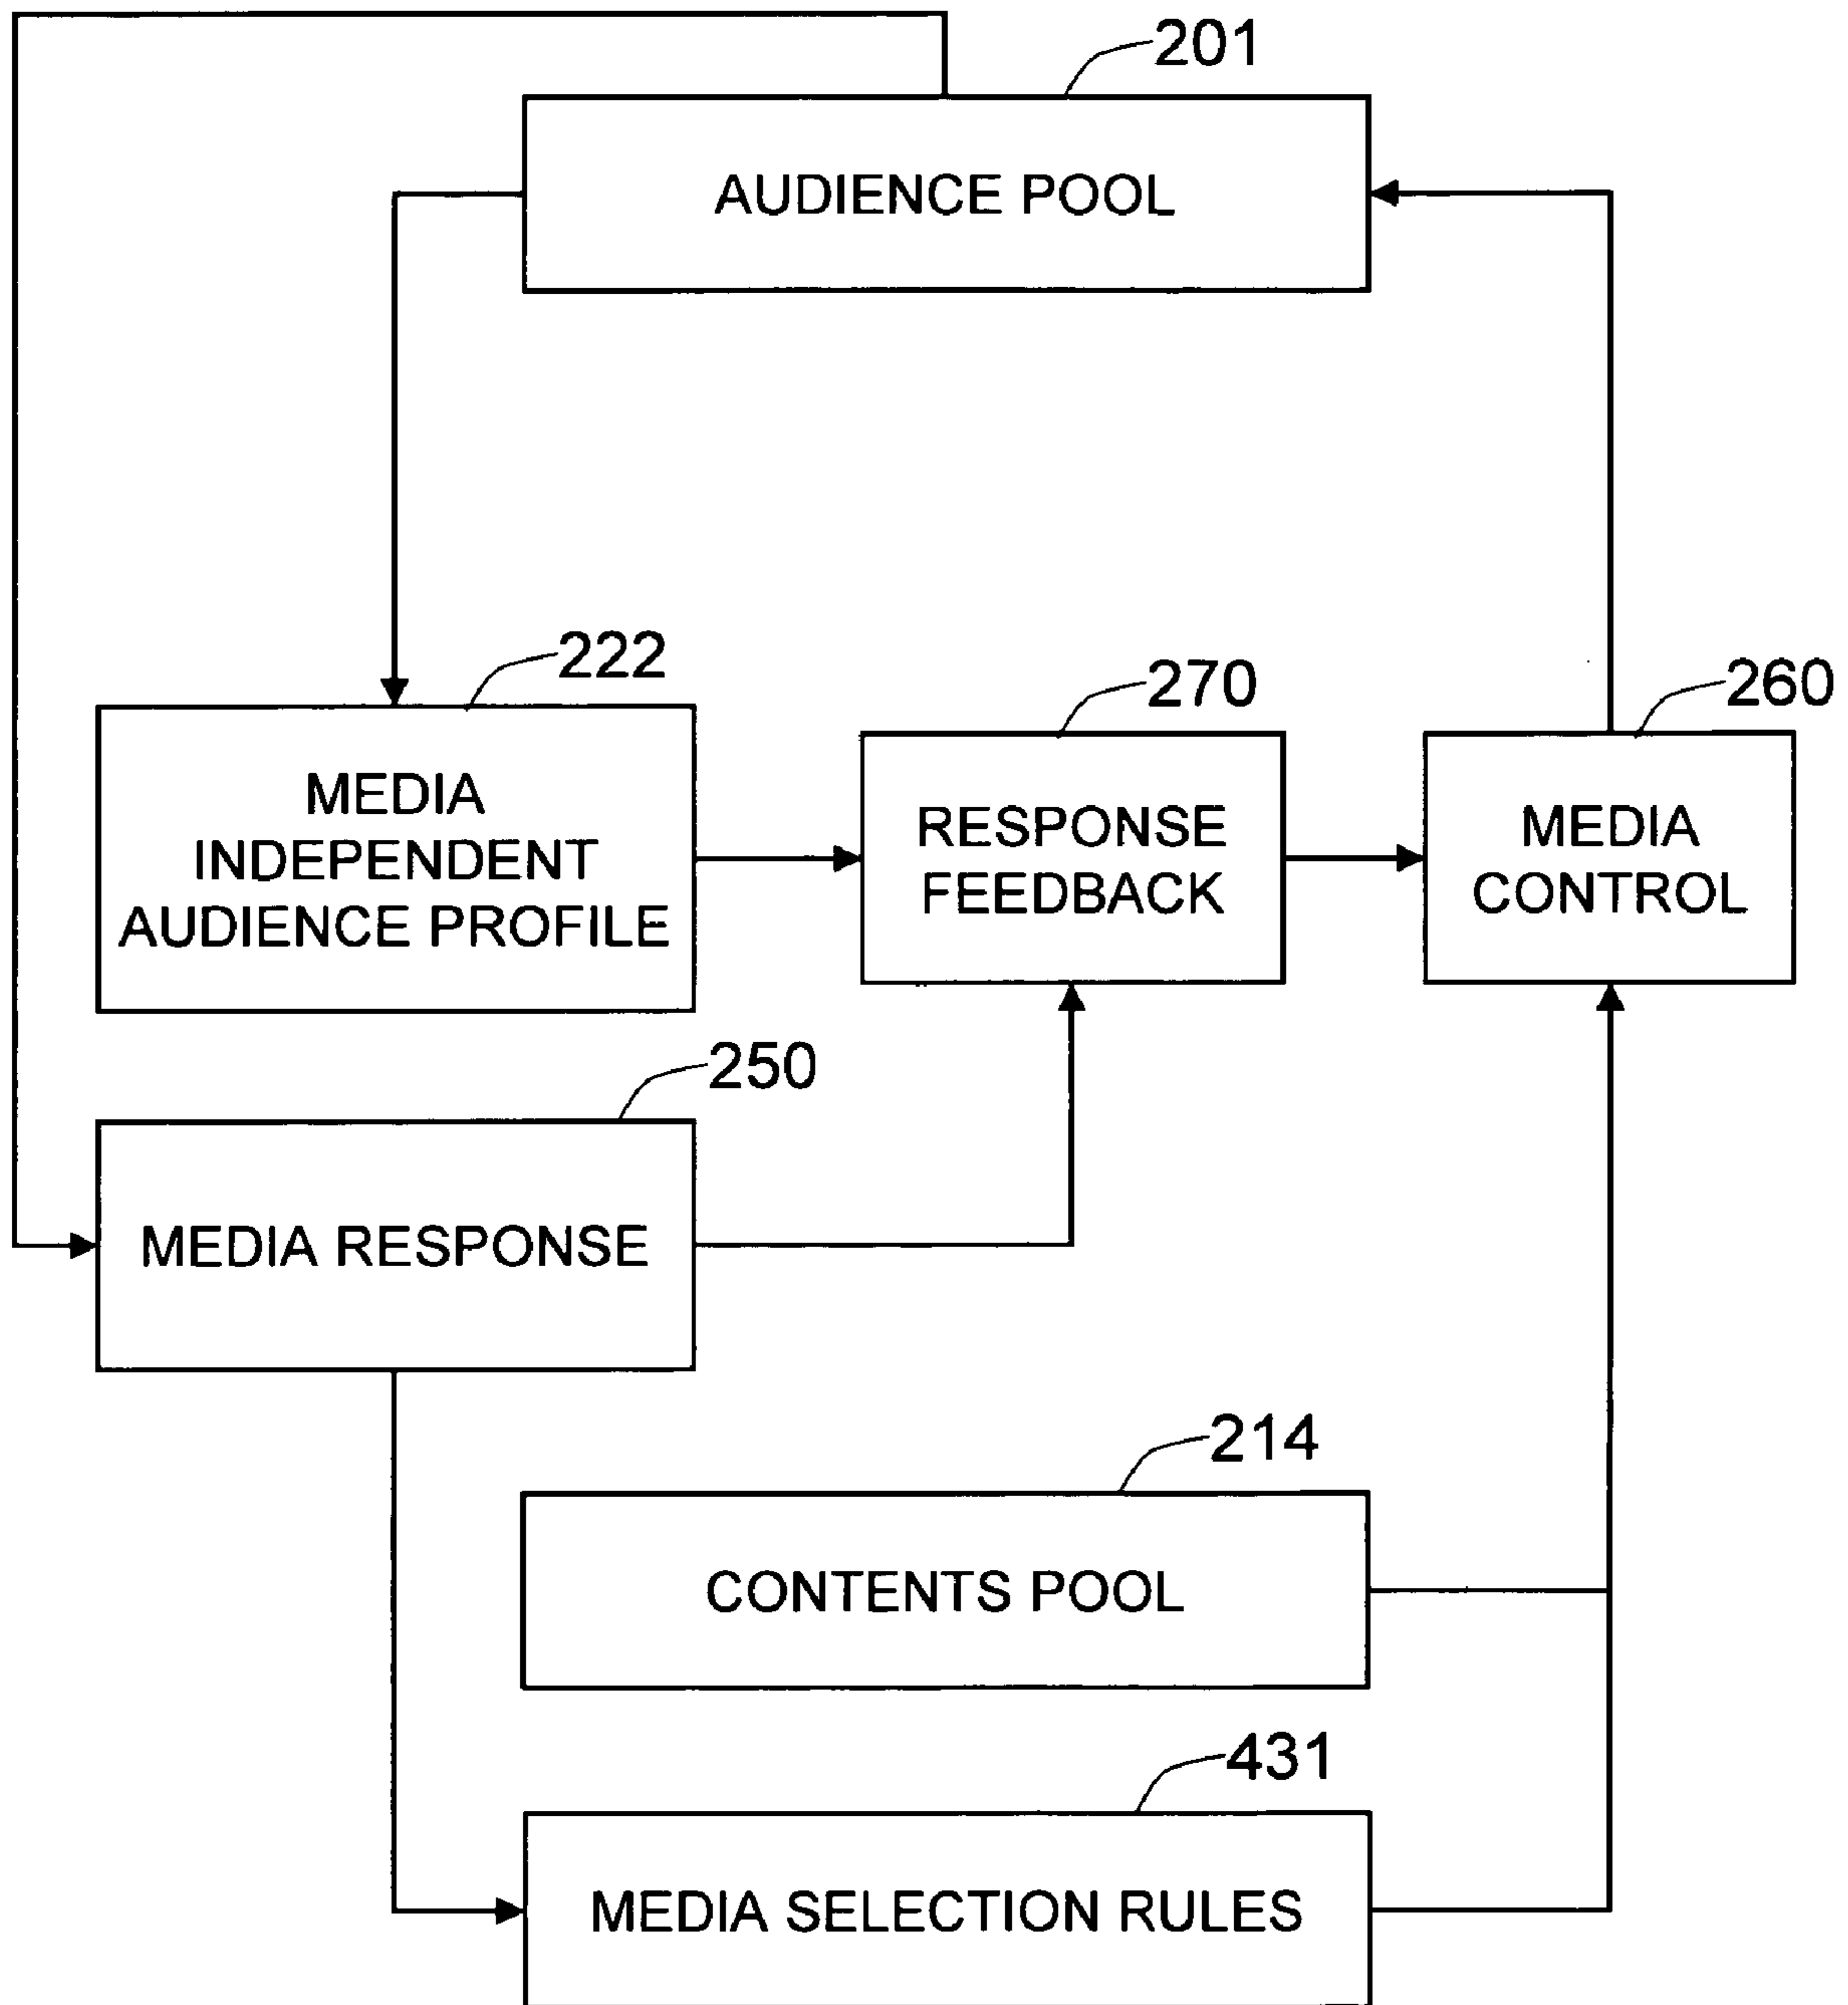 201
AUDIENCE POOL
222
MEDIA
INDEPENDENT
AUDIENCE PROFILE
270
RESPONSE
FEEDBACK
260
MEDIA
CONTROL
250
MEDIA RESPONSE
214
CONTENTS POOL
431
MEDIA SELECTION RULES